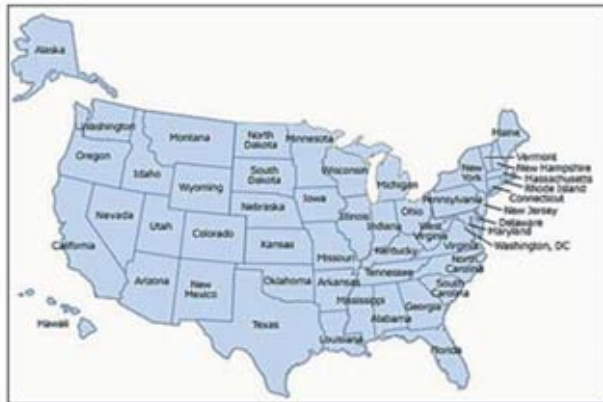 Alaska
Washington
Montana
North
Dakota
Minnesota
Maine
Oregon
Idaho
South
Dakota
Wisconsin
Vermont
New Hampshire
New
York
Massachusetts
Rhode Island
Connecticut
Wyoming
Michigan
Iowa
Nebraska
Pennsylvania
New Jersey
Nevada
Utah
Colorado
Illinois
Indiana
Ohio
Delaware
Maryland
West
Virginia
Washington, DC
California
Kansas
Missouri
Kentucky
Virginia
North
Carolina
Tennessee
Arizona
New
Mexico
Oklahoma
Arkansas
South
Carolina
Mississippi
Georgia
Alabama
Hawaii
Texas
Louisiana
Florida